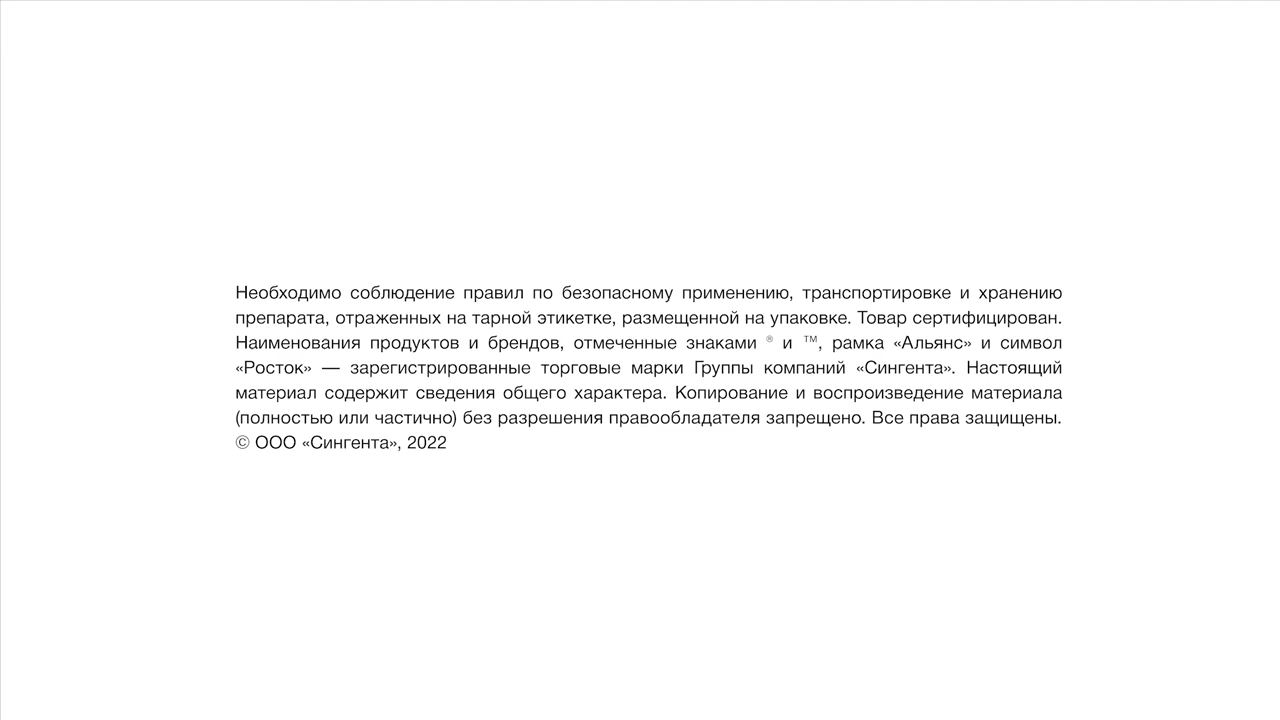 Необходимо соблюдение правил по безопасному применению, транспортировке и хранению
препарата, отраженных на тарной этикетке, размещенной на упаковке. Товар сертифицирован.
Наименования продуктов и брендов, отмеченные знаками ® и ™, рамка «Альянс» и символ
«Росток» — зарегистрированные торговые марки Группы компаний «Сингента». Настоящий
материал содержит сведения общего характера. Копирование и воспроизведение материала
(полностью или частично) без разрешения правообладателя запрещено. Все права защищены.
© ООО «Сингента», 2022